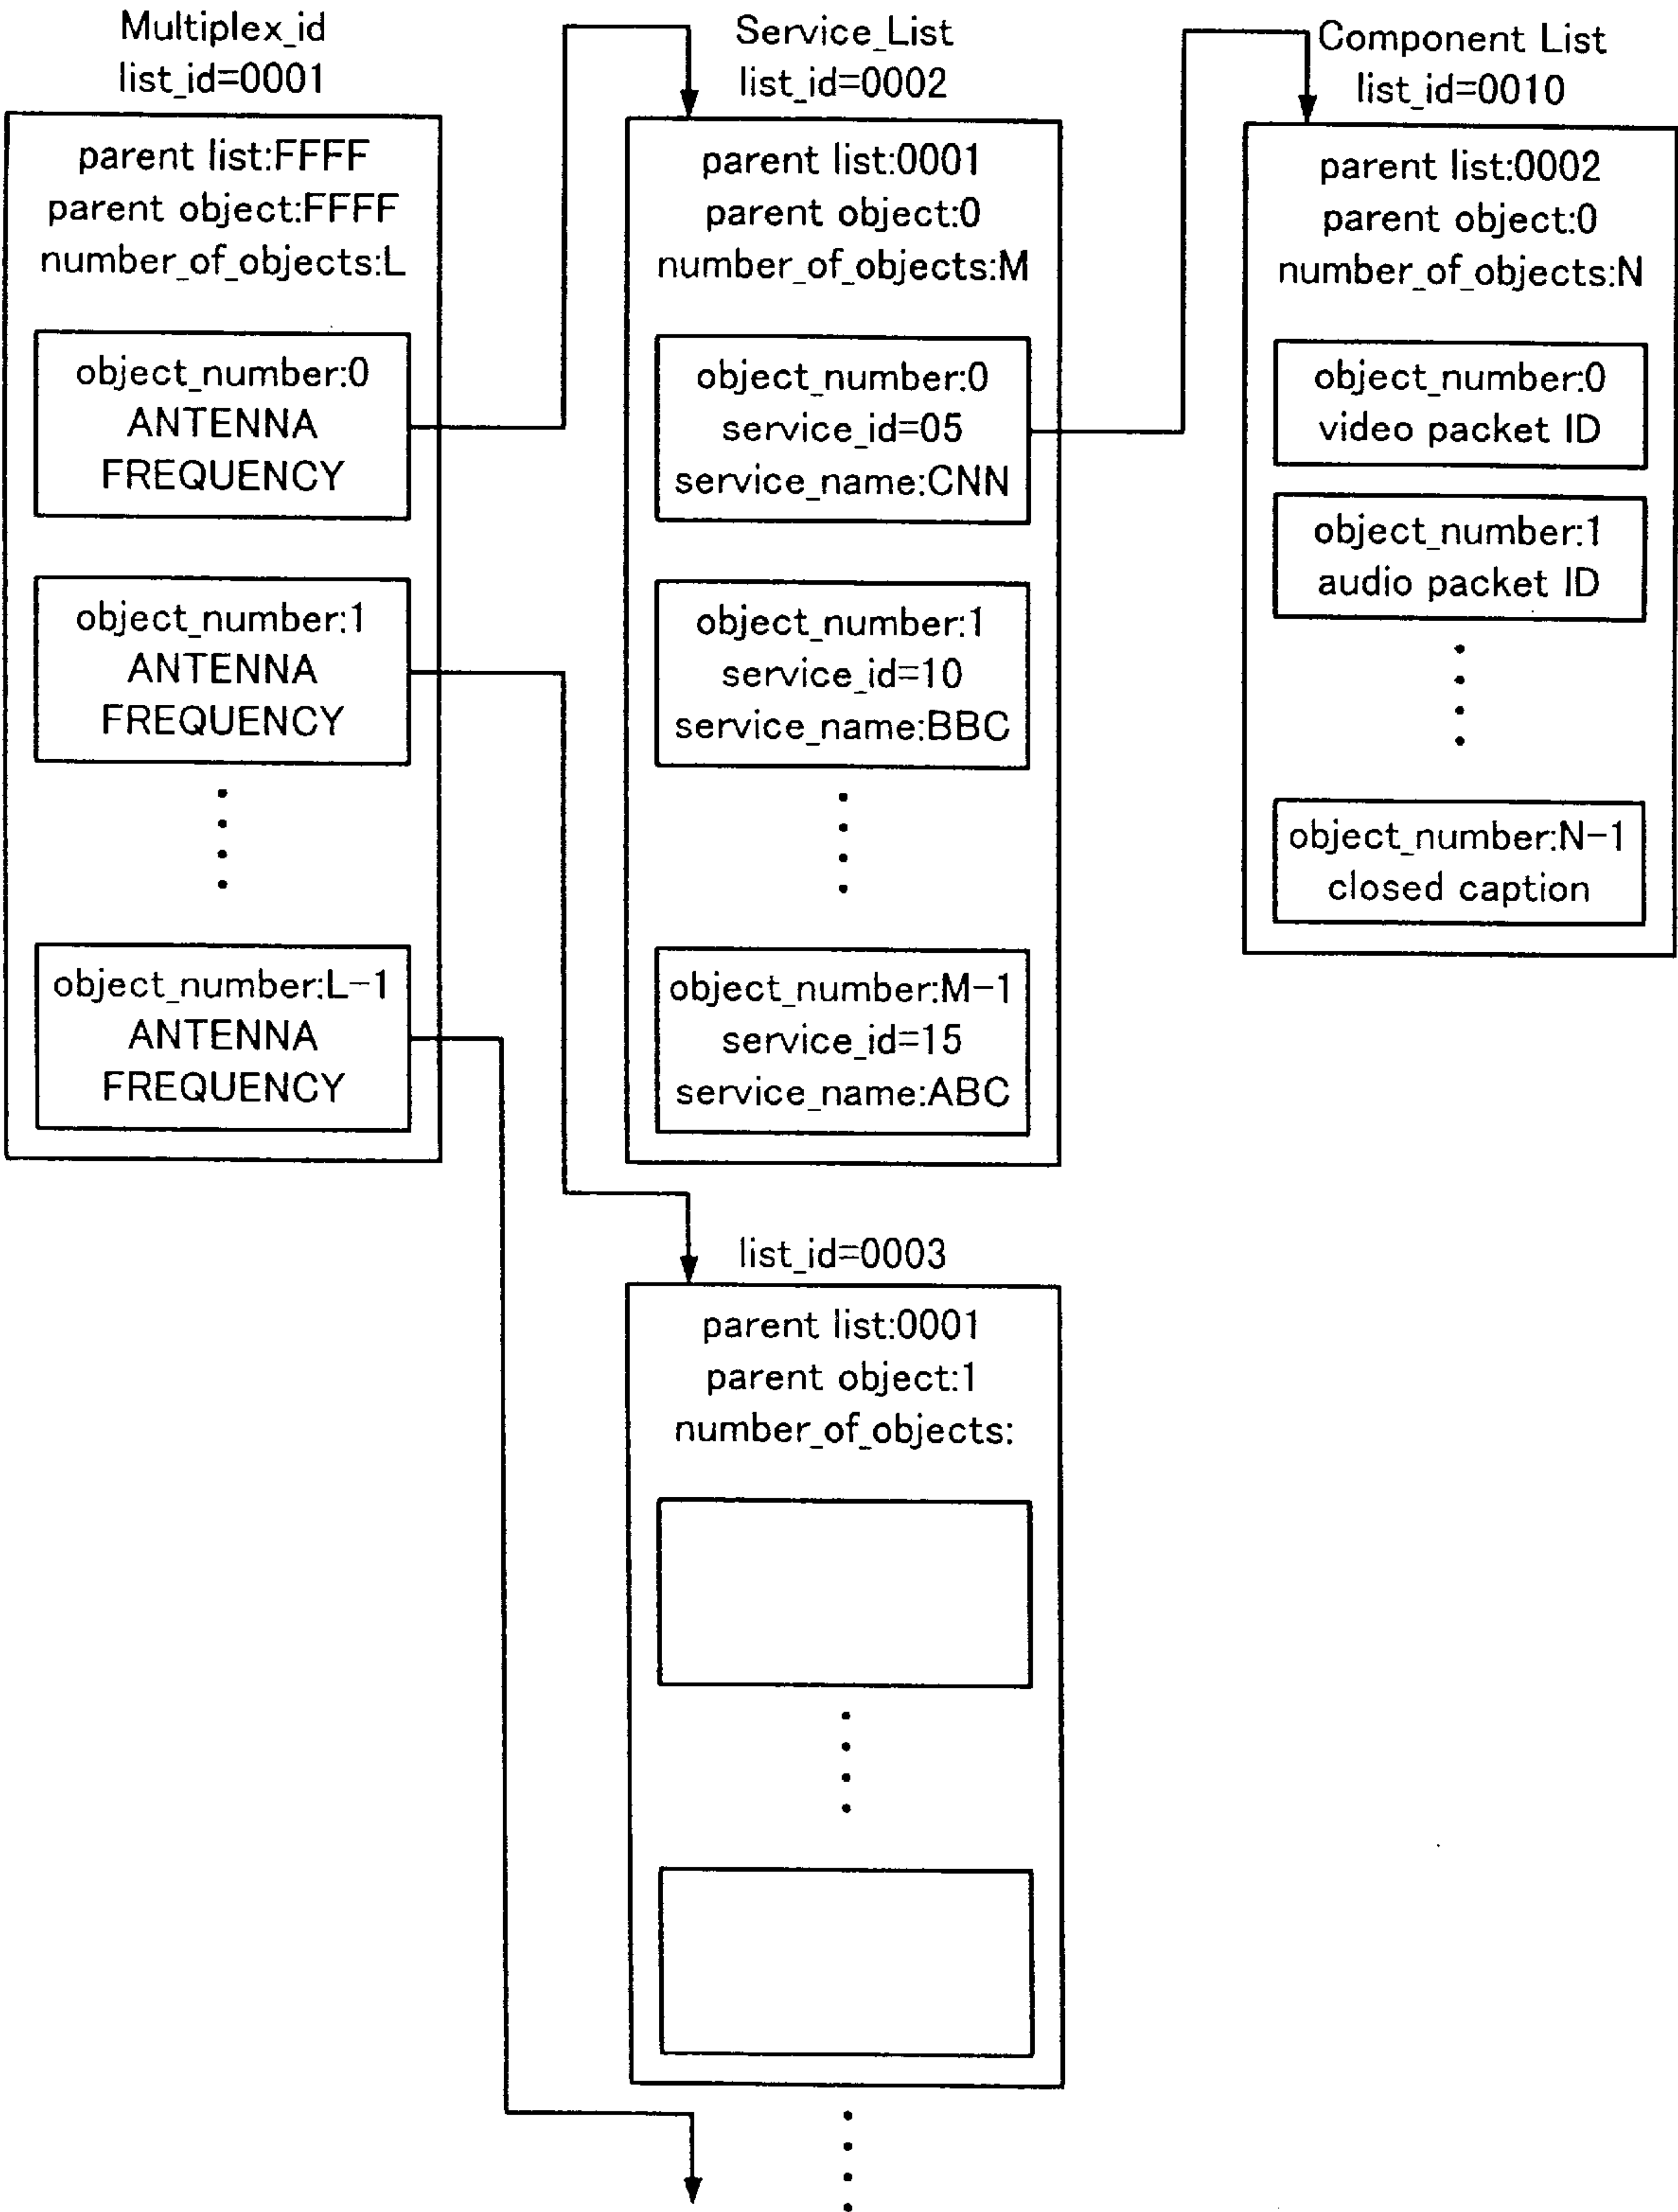 Multiplex_id
list_id=0001
parent list:FFFF
parent object:FFFF
number_of_objects:L
object_number:0
ANTENNA
FREQUENCY
object_number:1
ANTENNA
FREQUENCY
object_number:L-1
ANTENNA
FREQUENCY
Service_List
list_id=0002
parent list:0001
parent object:0
number_of_objects:M
object_number:0
service_id=05
service_name:CNN
object_number:1
service_id=10
service_name:BBC
object_number:M-1
service_id=15
service_name:ABC
list_id=0003
parent list:0001
parent object:1
number_of_objects:
Component List
list_id=0010
parent list:0002
parent object:0
number_of_objects:N
object_number:0
video packet ID
object_number:1
audio packet ID
object_number:N-1
closed caption